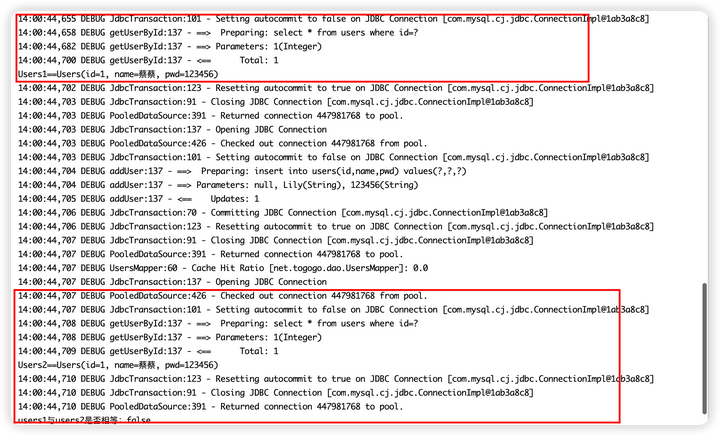 14:00:44,655 DEBUG JdbcTransaction:101 - Setting autocommit to false on JDBC Connection [com.mysql.cj.jdbc.ConnectionImpl@1ab3a8c8]
14:00:44,658 DEBUG getUserById:137 - ==>  Preparing: select * from users where id=?
14:00:44,682 DEBUG getUserById:137 - ==> Parameters: 1(Integer)
14:00:44,700 DEBUG getUserById:137 - <==      Total: 1
Users1==Users(id=1, name=蔡蔡, pwd=123456)
14:00:44,702 DEBUG JdbcTransaction:123 - Resetting autocommit to true on JDBC Connection [com.mysql.cj.jdbc.ConnectionImpl@1ab3a8c8]
14:00:44,703 DEBUG JdbcTransaction:91 - Closing JDBC Connection [com.mysql.cj.jdbc.ConnectionImpl@1ab3a8c8]
14:00:44,703 DEBUG PooledDataSource:391 - Returned connection 447981768 to pool.
14:00:44,703 DEBUG JdbcTransaction:137 - Opening JDBC Connection
14:00:44,703 DEBUG PooledDataSource:426 - Checked out connection 447981768 from pool.
14:00:44,703 DEBUG JdbcTransaction:101 - Setting autocommit to false on JDBC Connection [com.mysql.cj.jdbc.ConnectionImpl@1ab3a8c8]
14:00:44,704 DEBUG addUser:137 - ==>  Preparing: insert into users(id,name,pwd) values(?,?,?)
14:00:44,704 DEBUG addUser:137 - ==> Parameters: null, Lily(String), 123456(String)
14:00:44,705 DEBUG addUser:137 - <==    Updates: 1
14:00:44,706 DEBUG JdbcTransaction:70 - Committing JDBC Connection [com.mysql.cj.jdbc.ConnectionImpl@1ab3a8c8]
14:00:44,706 DEBUG JdbcTransaction:123 - Resetting autocommit to true on JDBC Connection [com.mysql.cj.jdbc.ConnectionImpl@1ab3a8c8]
14:00:44,707 DEBUG JdbcTransaction:91 - Closing JDBC Connection [com.mysql.cj.jdbc.ConnectionImpl@1ab3a8c8]
14:00:44,707 DEBUG PooledDataSource:391 - Returned connection 447981768 to pool.
14:00:44,707 DEBUG UsersMapper:60 - Cache Hit Ratio [net.togogo.dao.UsersMapper]: 0.0
14:00:44,707 DEBUG JdbcTransaction:137 - Opening JDBC Connection
14:00:44,707 DEBUG PooledDataSource:426 - Checked out connection 447981768 from pool.
14:00:44,707 DEBUG JdbcTransaction:101 - Setting autocommit to false on JDBC Connection [com.mysql.cj.jdbc.ConnectionImpl@1ab3a8c8]
14:00:44,708 DEBUG getUserById:137 - ==>  Preparing: select * from users where id=?
14:00:44,708 DEBUG getUserById:137 - ==> Parameters: 1(Integer)
14:00:44,709 DEBUG getUserById:137 - <==      Total: 1
Users2==Users(id=1, name=蔡蔡, pwd=123456)
14:00:44,710 DEBUG JdbcTransaction:123 - Resetting autocommit to true on JDBC Connection [com.mysql.cj.jdbc.ConnectionImpl@1ab3a8c8]
14:00:44,710 DEBUG JdbcTransaction:91 - Closing JDBC Connection [com.mysql.cj.jdbc.ConnectionImpl@1ab3a8c8]
14:00:44,710 DEBUG PooledDataSource:391 - Returned connection 447981768 to pool.
users1与users2是否相等: false